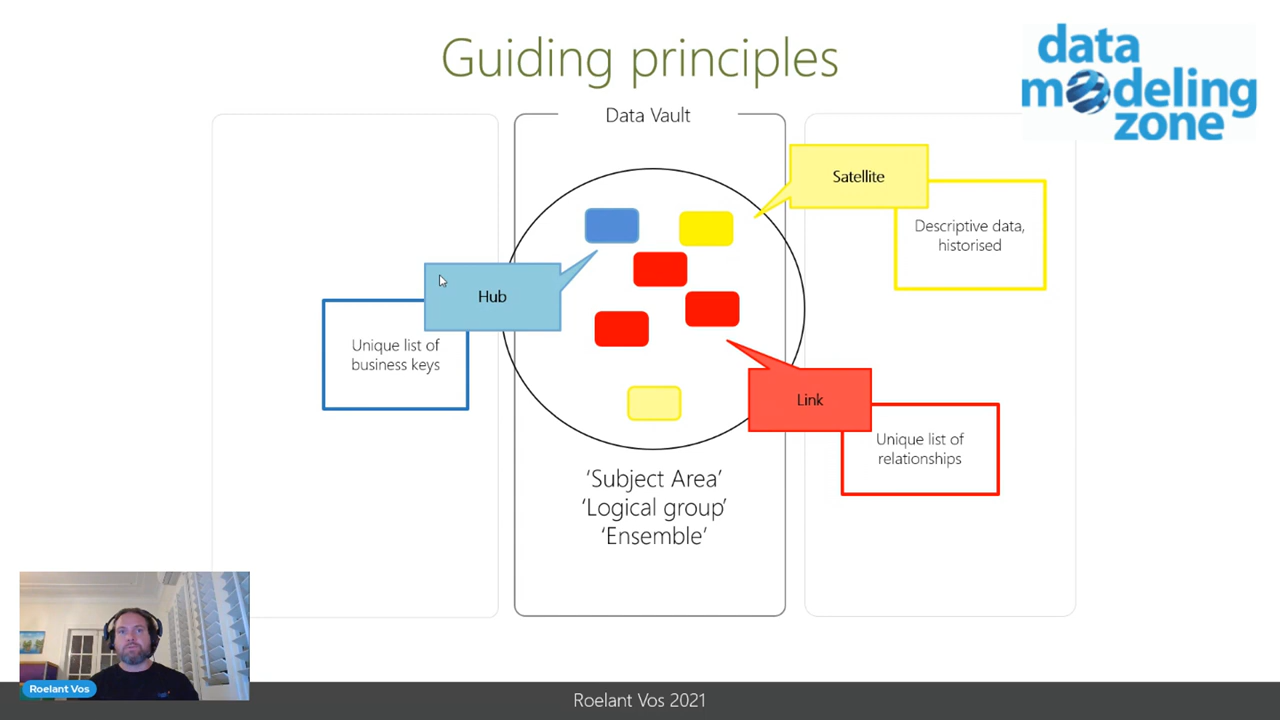 Guiding principles
data
modeling
zone
Data Vault
Satellite
Descriptive data,
historised
Hub
Unique list of
business keys
Link
Unique list of
relationships
‘Subject Area’
‘Logical group’
‘Ensemble’
Roelant Vos
Roelant Vos 2021